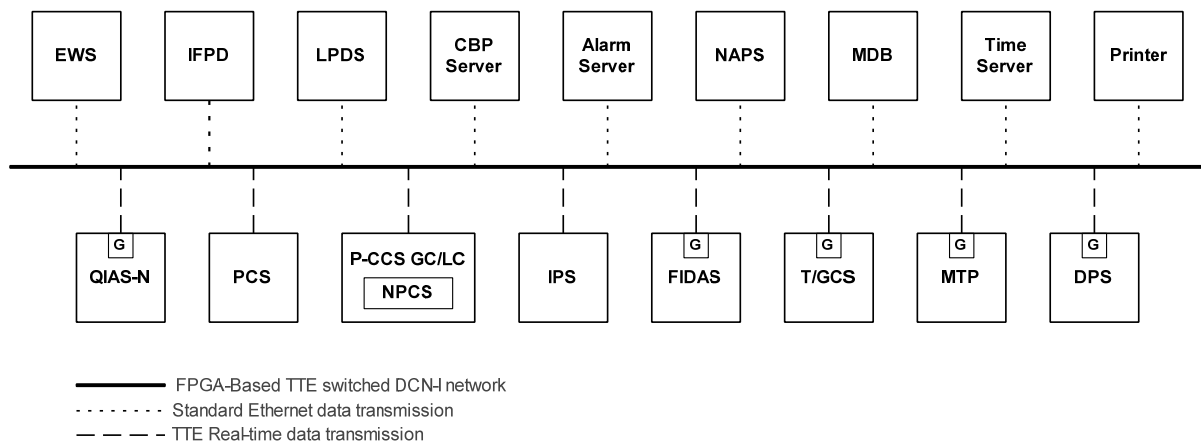 EWS
IFPD
LPDS
CBP
Server
Alarm
Server
NAPS
MDB
Time
Server
Printer
G
QIAS-N
PCS
P-CCS GC/LC
NPCS
IPS
G
FIDAS
G
T/GCS
G
MTP
G
DPS
FPGA-Based TTE switched DCN-I network
Standard Ethernet data transmission
TTE Real-time data transmission